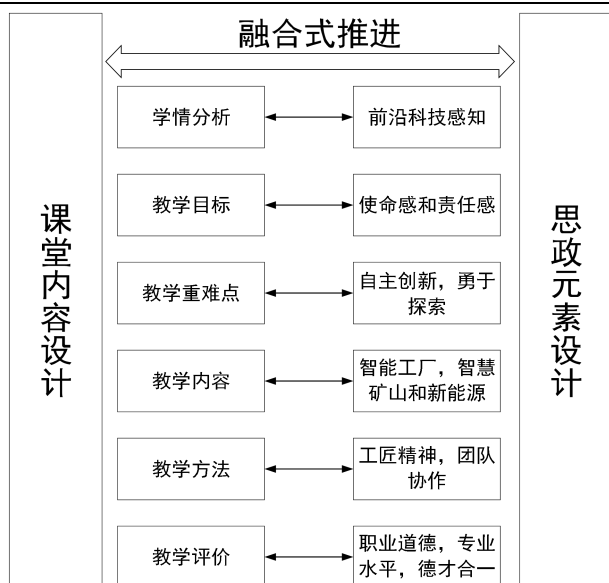 融合式推进
课堂内容设计
思政元素设计
学情分析
前沿科技感知
教学目标
使命感和责任感
教学重难点
自主创新，勇于
探索
教学内容
智能工厂，智慧
矿山和新能源
教学方法
工匠精神，团队
协作
教学评价
职业道德，专业
水平，德才合一